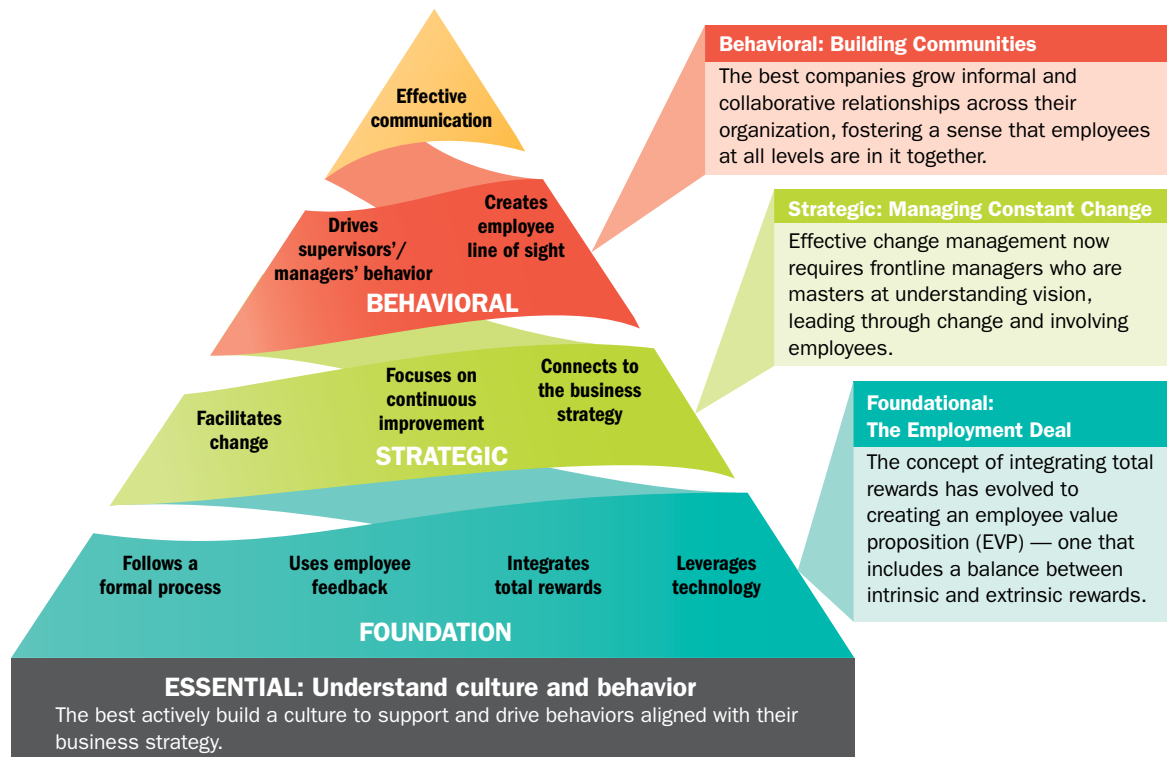 Effective
communication
Drives
supervisors’/
managers’ behavior
Creates
employee
line of sight
BEHAVIORAL
Facilitates
change
Focuses on
continuous
improvement
Connects to
the business
strategy
STRATEGIC
Follows a
formal process
Uses employee
feedback
Integrates
total rewards
Leverages
technology
FOUNDATION
ESSENTIAL: Understand culture and behavior
The best actively build a culture to support and drive behaviors aligned with their
business strategy.
Behavioral: Building Communities
The best companies grow informal and
collaborative relationships across their
organization, fostering a sense that employees
at all levels are in it together.
Strategic: Managing Constant Change
Effective change management now
requires frontline managers who are
masters at understanding vision,
leading through change and involving
employees.
Foundational:
The Employment Deal
The concept of integrating total
rewards has evolved to
creating an employee value
proposition (EVP) — one that
includes a balance between
intrinsic and extrinsic rewards.